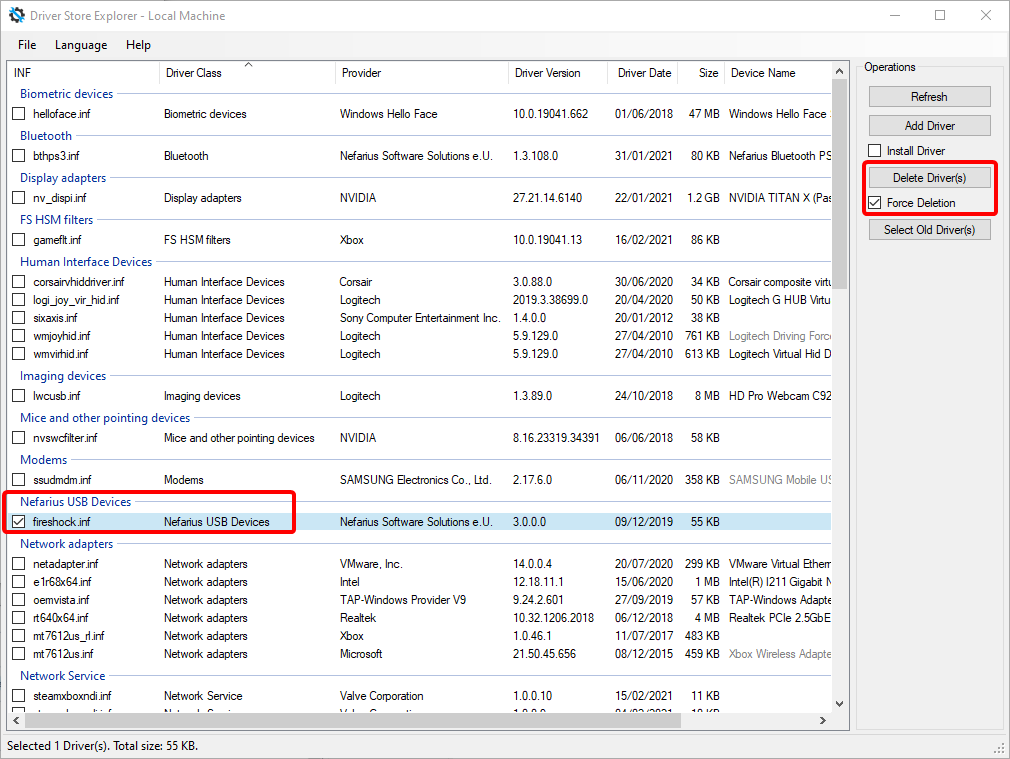 Driver Store Explorer - Local Machine
File Language Help
INF Driver Class Provider Driver Version Driver Date Size Device Name
Biometric devices
helloface.inf Biometric devices Windows Hello Face 10.0.19041.662 01/06/2018 47 MB Windows Hello Face
Bluetooth
bthps3.inf Bluetooth Nefarius Software Solutions e.U. 1.3.108.0 31/01/2021 80 KB Nefarius Bluetooth PS
Display adapters
nv_dispi.inf Display adapters NVIDIA 27.21.14.6140 22/01/2021 1.2 GB NVIDIA TITAN X (Pas
FS HSM filters
gameflt.inf FS HSM filters Xbox 10.0.19041.13 16/02/2021 86 KB
Human Interface Devices
corsairvhiddriver.inf Human Interface Devices Corsair 3.0.88.0 30/06/2020 34 KB Corsair composite virtu
logi_joy_vir_hid.inf Human Interface Devices Logitech 2019.3.38699.0 20/04/2020 50 KB Logitech G HUB Virtu
sixaxis.inf Human Interface Devices Sony Computer Entertainment Inc. 1.4.0.0 20/01/2012 38 KB
wmjoyhid.inf Human Interface Devices Logitech 5.9.129.0 27/04/2010 761 KB Logitech Driving Force
wmvirhid.inf Human Interface Devices Logitech 5.9.129.0 27/04/2010 613 KB Logitech Virtual Hid D
Imaging devices
lwcusb.inf Imaging devices Logitech 1.3.89.0 24/10/2018 8 MB HD Pro Webcam C92
Mice and other pointing devices
nvswcfilter.inf Mice and other pointing devices NVIDIA 8.16.23319.34391 06/06/2018 58 KB
Modems
ssudmdm.inf Modems SAMSUNG Electronics Co., Ltd. 2.17.6.0 06/11/2020 358 KB SAMSUNG Mobile US
Nefarius USB Devices
fireshock.inf Nefarius USB Devices Nefarius Software Solutions e.U. 3.0.0.0 09/12/2019 55 KB
Network adapters
netadapter.inf Network adapters VMware, Inc. 14.0.0.4 20/07/2020 299 KB VMware Virtual Ethern
e1r68x64.inf Network adapters Intel 12.18.11.1 15/06/2020 1 MB Intel(R) I211 Gigabit N
oemvista.inf Network adapters TAP-Windows Provider V9 9.24.2.601 27/09/2019 57 KB TAP-Windows Adapte
rt640x64.inf Network adapters Realtek 10.32.1206.2018 06/12/2018 4 MB Realtek PCIe 2.5GbE
mt7612us_rl.inf Network adapters Xbox 1.0.46.1 11/07/2017 483 KB
mt7612us.inf Network adapters Microsoft 21.50.45.656 08/12/2015 459 KB Xbox Wireless Adapte
Network Service
steamxboxndi.inf Network Service Valve Corporation 1.0.0.10 15/02/2021 11 KB
Operations
Refresh
Add Driver
Install Driver
Delete Driver(s)
Force Deletion
Select Old Driver(s)
Selected 1 Driver(s). Total size: 55 KB.